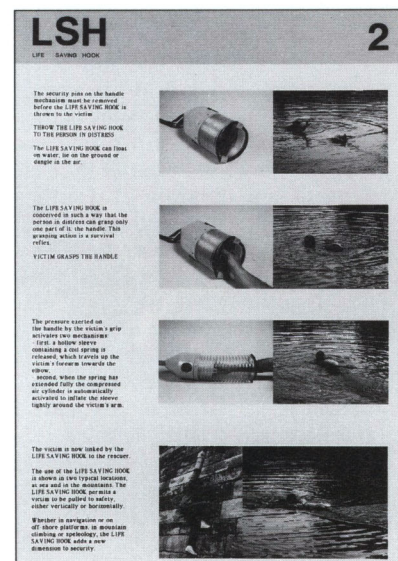 LSH
LIFE SAVING HOOK
2
The security pins on the handle
mechanism must be removed
before the LIFE SAVING HOOK is
thrown to the victim
THROW THE LIFE SAVING HOOK
TO THE PERSON IN DISTRESS
The LIFE SAVING HOOK can float
on water, lie on the ground or
dangle in the air.
The LIFE SAVING HOOK is
conceived in such a way that the
person in distress can grasp only
one part of it, the handle. This
grasping action is a survival
reflex.
VICTIM GRASPS THE HANDLE
The pressure exerted on
the handle by the victim's grip
activates two mechanisms
- first, a hollow sleeve
containing a coil spring is
released, which travels up the
victim's forearm towards the
elbow,
- second, when the spring has
extended fully the compressed
air cylinder is automatically
activated to inflate the sleeve
tightly around the victim's arm.
The victim is now linked by the
LIFE SAVING HOOK to the rescuer.
The use of the LIFE SAVING HOOK
is shown in two typical locations,
at sea and in the mountains. The
LIFE SAVING HOOK permits a
victim to be pulled to safety,
either vertically or horizontally.
Whether in navigation or on
off-shore platforms, in mountain
climbing or speleology, the LIFE
SAVING HOOK adds a new
dimension to security.